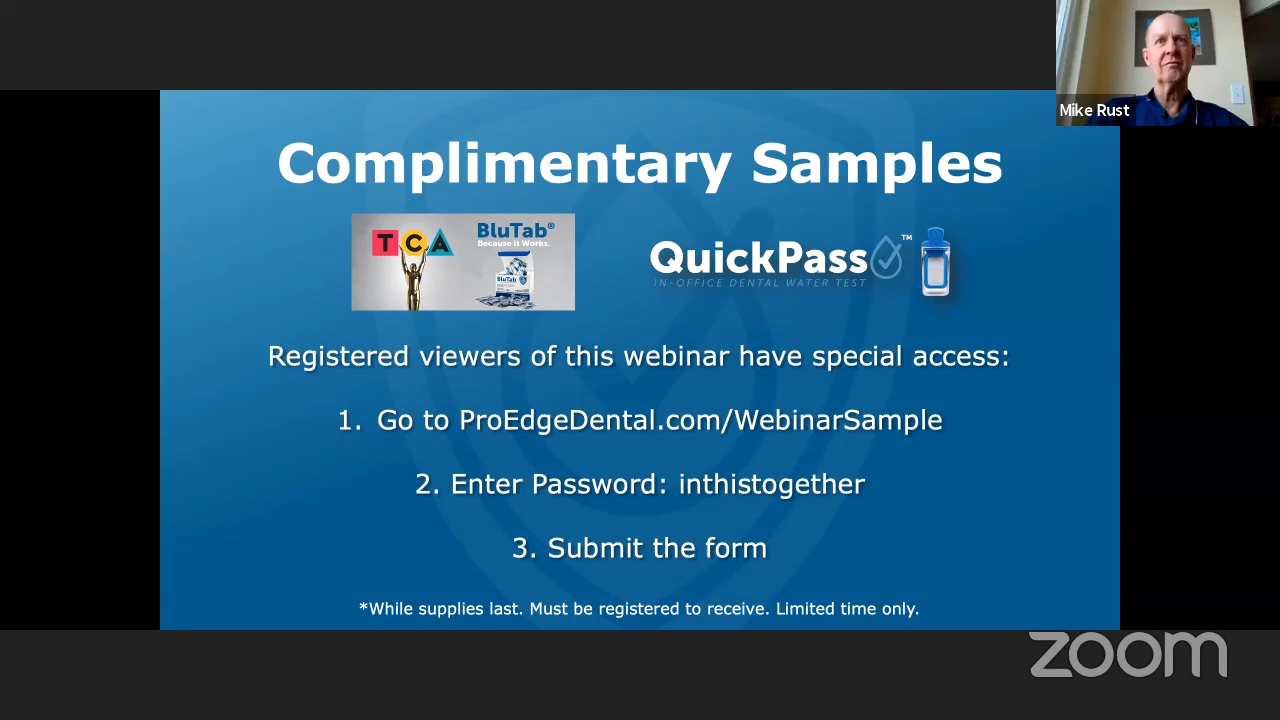 Mike Rust
Complimentary Samples
TCA
BluTab®
Because it Works.
BluTab
QuickPass™
IN-OFFICE DENTAL WATER TEST
Registered viewers of this webinar have special access:
1. Go to ProEdgeDental.com/WebinarSample
2. Enter Password: inthistogether
3. Submit the form
*While supplies last. Must be registered to receive. Limited time only.
zoom